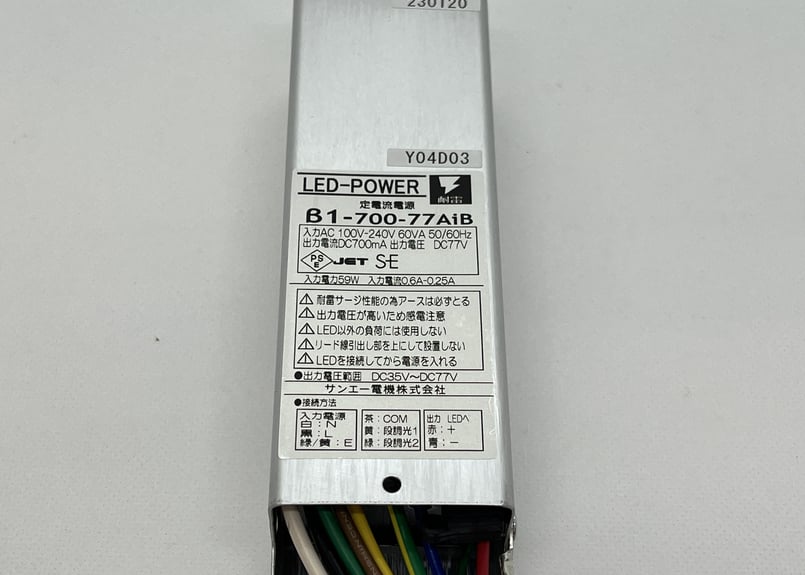 230120
Y04D03
LED-POWER
耐雷
定電流電源
B1-700-77AiB
入力AC 100V-240V 60VA 50/60Hz
出力電流DC700mA 出力電圧 DC77V
PS E JET S-E
入力電力59W 入力電流0.6A-0.25A
⚠耐雷サージ性能の為アースは必ずとる
⚠出力電圧が高いため感電注意
⚠LED以外の負荷には使用しない
⚠リード線引出し部を上にして設置しない
⚠LEDを接続してから電源を入れる
●出力電圧範囲 DC35V～DC77V
サンエー電機株式会社
●接続方法
入力電源
白:N
黒:L
緑/黄:E
茶:COM
黄:段調光1
緑:段調光2
出力 LEDへ
赤:+
青:−